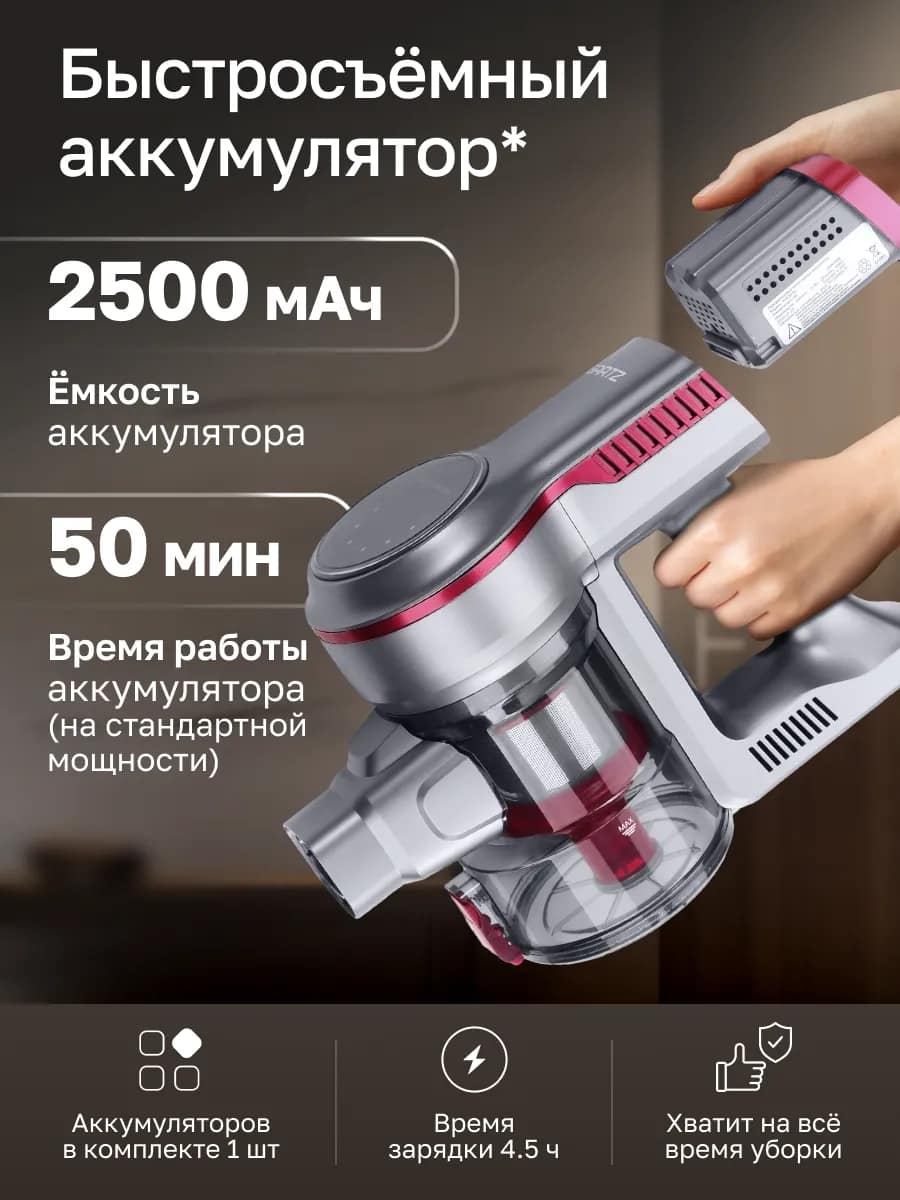 Быстросъёмный
аккумулятор*
2500 мАч
Ёмкость
аккумулятора
50 мин
Время работы
аккумулятора
(на стандартной
мощности)
MAX
Аккумуляторов
в комплекте 1 шт
Время
зарядки 4.5 ч
Хватит на всё
время уборки